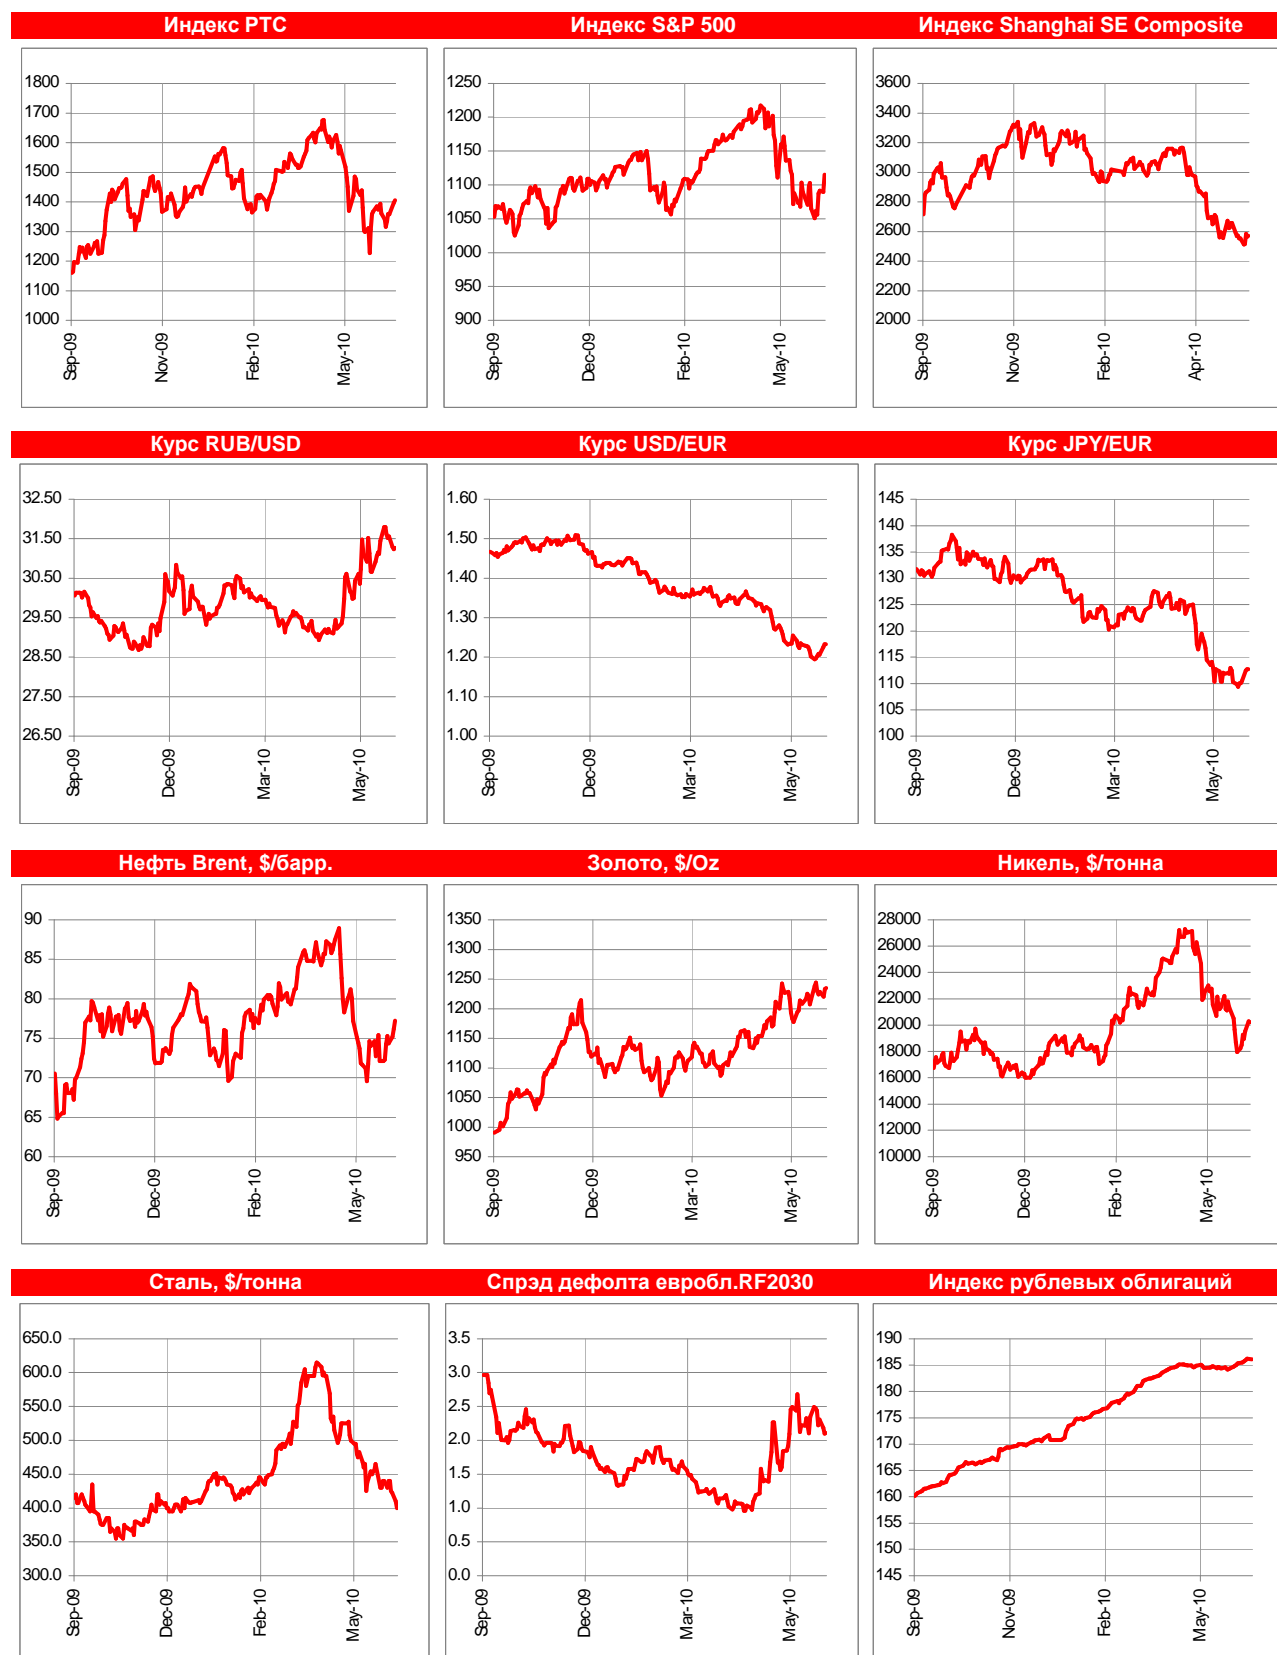 Индекс РТС
1800
1700
1600
1500
1400
1300
1200
1100
1000
Sep-09
Nov-09
Feb-10
May-10
Индекс S&P 500
1250
1200
1150
1100
1050
1000
950
900
Sep-09
Dec-09
Feb-10
May-10
Индекс Shanghai SE Composite
3600
3400
3200
3000
2800
2600
2400
2200
2000
Sep-09
Nov-09
Feb-10
Apr-10
Курс RUB/USD
32.50
31.50
30.50
29.50
28.50
27.50
26.50
Sep-09
Dec-09
Mar-10
May-10
Курс USD/EUR
1.60
1.50
1.40
1.30
1.20
1.10
1.00
Sep-09
Dec-09
Mar-10
May-10
Курс JPY/EUR
145
140
135
130
125
120
115
110
105
100
Sep-09
Dec-09
Mar-10
May-10
Нефть Brent, $/барр.
90
85
80
75
70
65
60
Sep-09
Dec-09
Feb-10
May-10
Золото, $/Oz
1350
1300
1250
1200
1150
1100
1050
1000
950
Sep-09
Dec-09
Mar-10
May-10
Никель, $/тонна
28000
26000
24000
22000
20000
18000
16000
14000
12000
10000
Sep-09
Dec-09
Feb-10
May-10
Сталь, $/тонна
650.0
600.0
550.0
500.0
450.0
400.0
350.0
300.0
Sep-09
Dec-09
Feb-10
May-10
Спрэд дефолта евробл.RF2030
3.5
3.0
2.5
2.0
1.5
1.0
0.5
0.0
Sep-09
Dec-09
Mar-10
May-10
Индекс рублевых облигаций
190
185
180
175
170
165
160
155
150
145
Sep-09
Nov-09
Feb-10
May-10